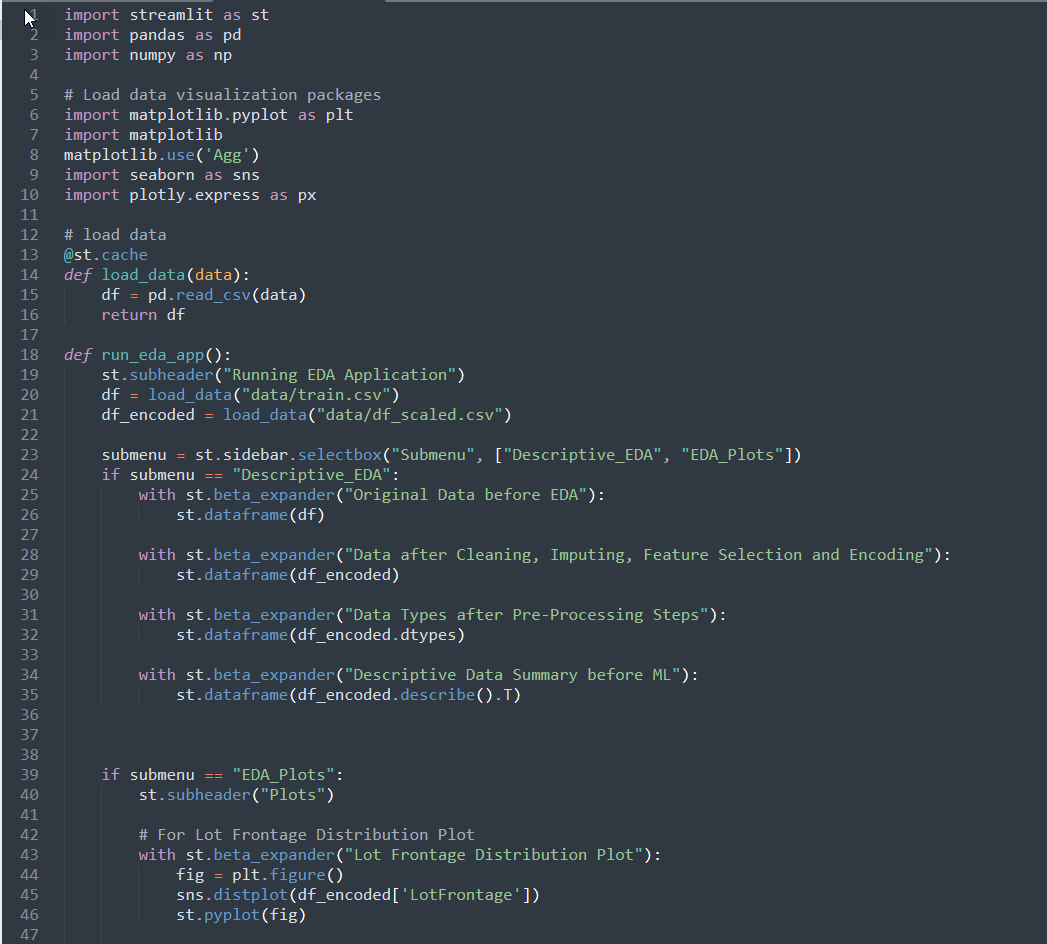 1 import streamlit as st
2 import pandas as pd
3 import numpy as np
4
5 # Load data visualization packages
6 import matplotlib.pyplot as plt
7 import matplotlib
8 matplotlib.use('Agg')
9 import seaborn as sns
10 import plotly.express as px
11
12 # load data
13 @st.cache
14 def load_data(data):
15     df = pd.read_csv(data)
16     return df
17
18 def run_eda_app():
19     st.subheader("Running EDA Application")
20     df = load_data("data/train.csv")
21     df_encoded = load_data("data/df_scaled.csv")
22
23     submenu = st.sidebar.selectbox("Submenu", ["Descriptive_EDA", "EDA_Plots"])
24     if submenu == "Descriptive_EDA":
25         with st.beta_expander("Original Data before EDA"):
26             st.dataframe(df)
27
28         with st.beta_expander("Data after Cleaning, Imputing, Feature Selection and Encoding"):
29             st.dataframe(df_encoded)
30
31         with st.beta_expander("Data Types after Pre-Processing Steps"):
32             st.dataframe(df_encoded.dtypes)
33
34         with st.beta_expander("Descriptive Data Summary before ML"):
35             st.dataframe(df_encoded.describe().T)
36
37
38
39     if submenu == "EDA_Plots":
40         st.subheader("Plots")
41
42         # For Lot Frontage Distribution Plot
43         with st.beta_expander("Lot Frontage Distribution Plot"):
44             fig = plt.figure()
45             sns.distplot(df_encoded['LotFrontage'])
46             st.pyplot(fig)
47